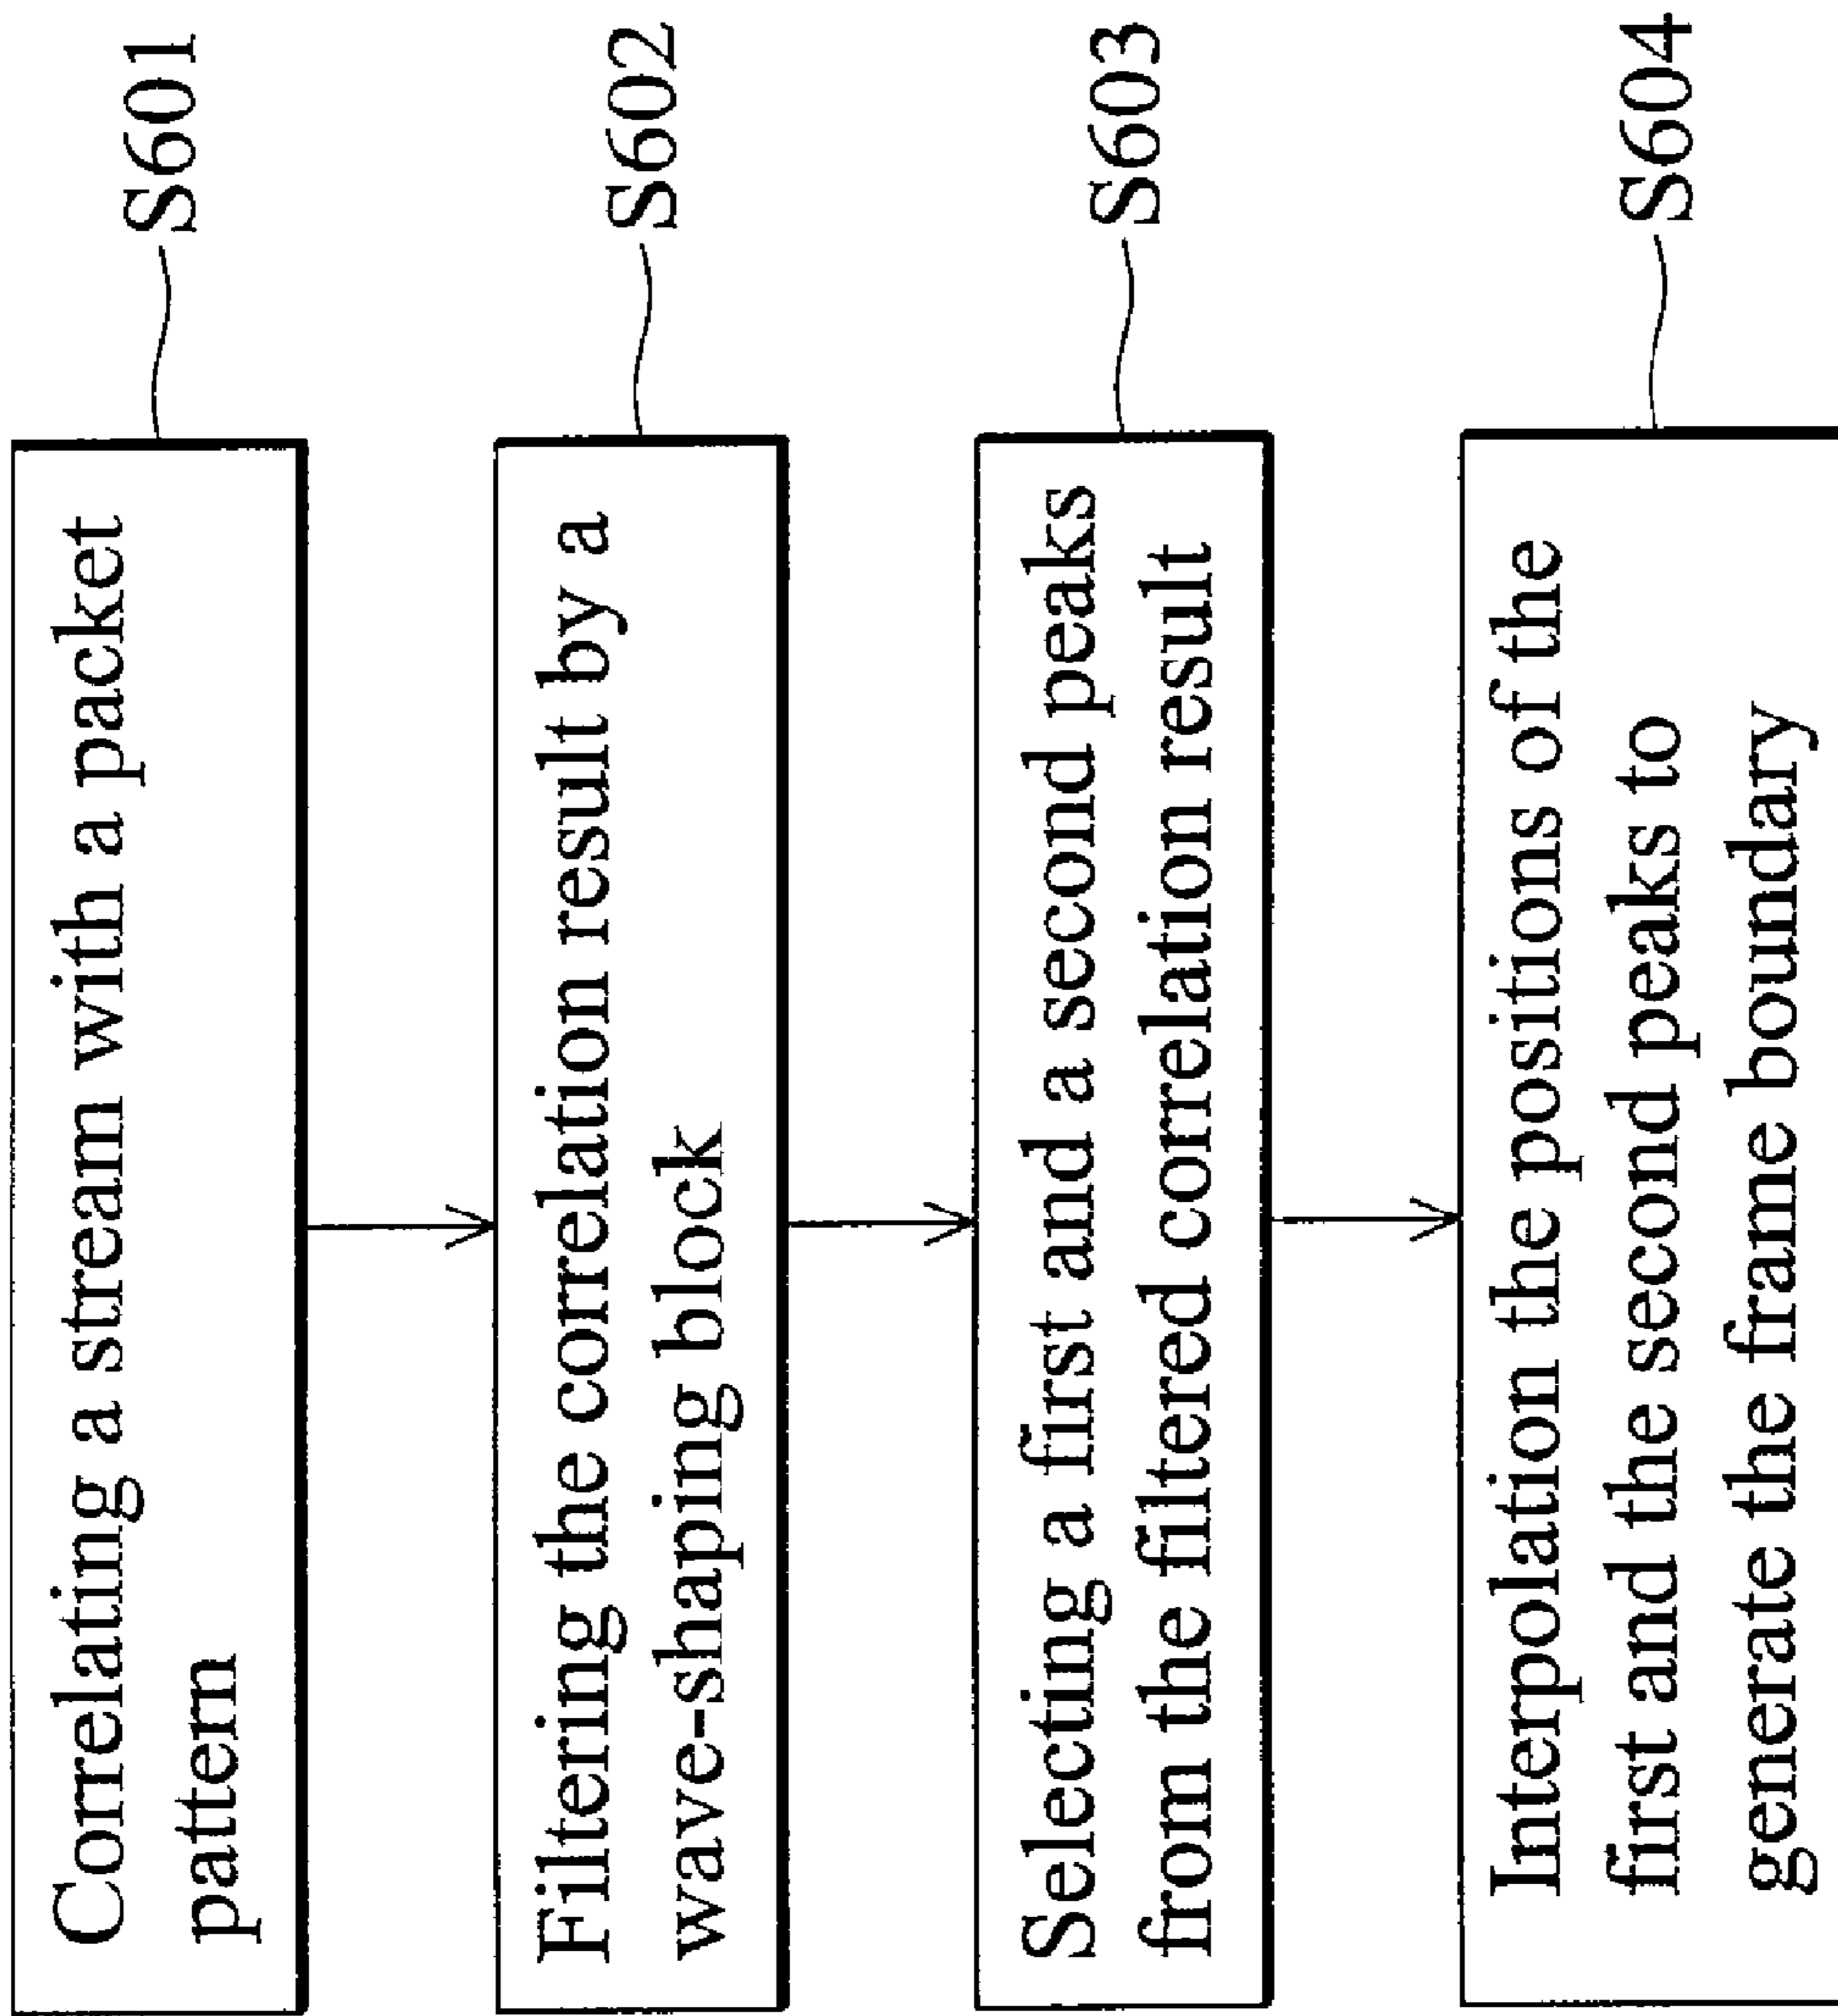 Correlating a stream with a packet
pattern
S601
Filtering the correlation result by a
wave-shaping block
S602
Selecting a first and a second peaks
from the filtered correlation result
S603
Interpolation the positions of the
first and the second peaks to
generate the frame boundary
S604